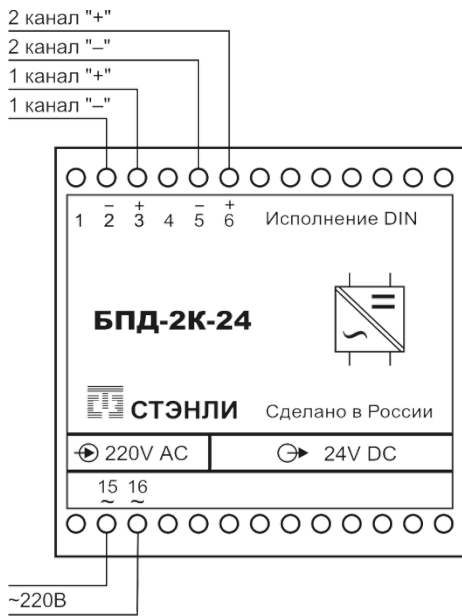 2 канал "+"
2 канал "–"
1 канал "+"
1 канал "–"
– + – +
1 2 3 4 5 6 Исполнение DIN
БПД-2К-24
СТЭНЛИ Сделано в России
220V AC 24V DC
15 16
~ ~
~220В